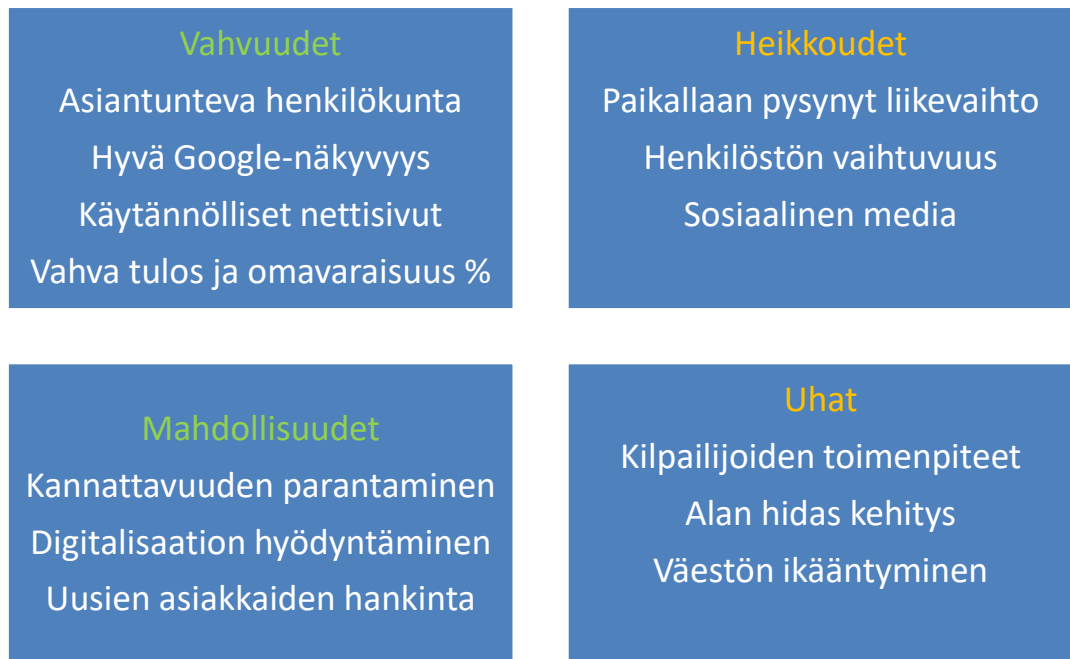 Vahvuudet
Asiantunteva henkilökunta
Hyvä Google-näkyvyys
Käytännölliset nettisivut
Vahva tulos ja omavaraisuus %
Heikkoudet
Paikallaan pysynyt liikevaihto
Henkilöstön vaihtuvuus
Sosiaalinen media
Mahdollisuudet
Kannattavuuden parantaminen
Digitalisaation hyödyntäminen
Uusien asiakkaiden hankinta
Uhat
Kilpailijoiden toimenpiteet
Alan hidas kehitys
Väestön ikääntyminen